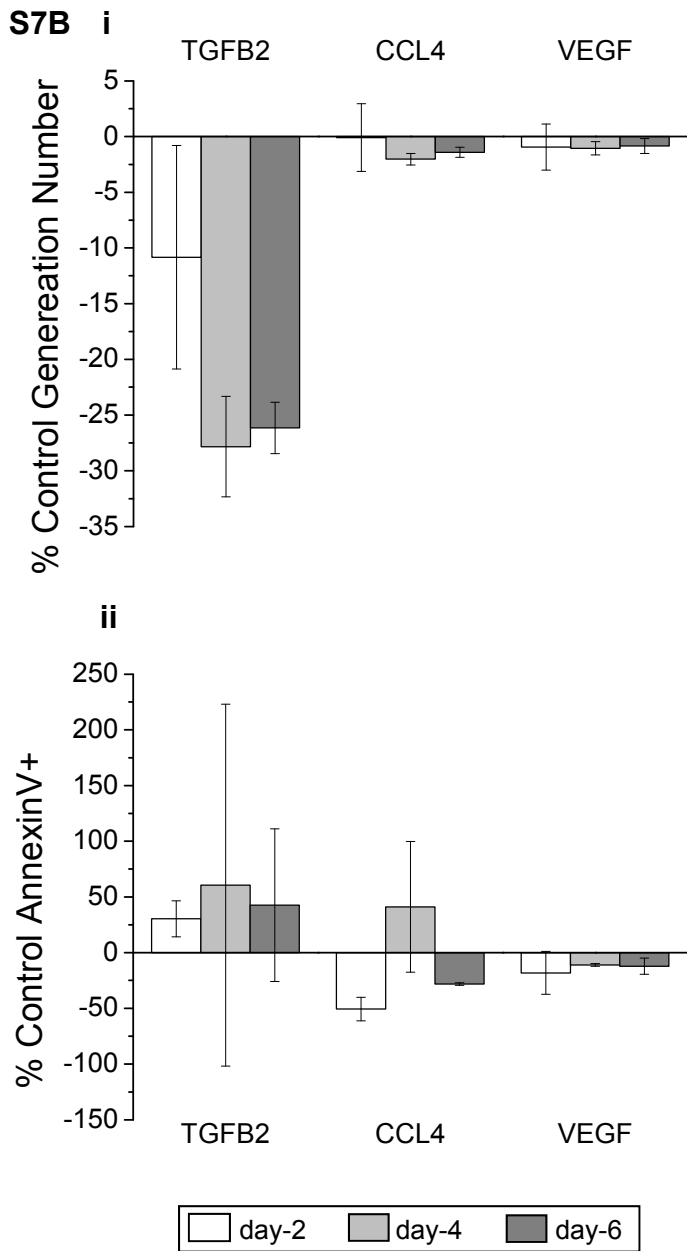 S7B i
TGFB2 CCL4 VEGF
5
0
-5
-10
-15
-20
-25
-30
-35
% Control Genereation Number
ii
250
200
150
100
50
0
-50
-100
-150
% Control AnnexinV+
TGFB2 CCL4 VEGF
day-2 day-4 day-6